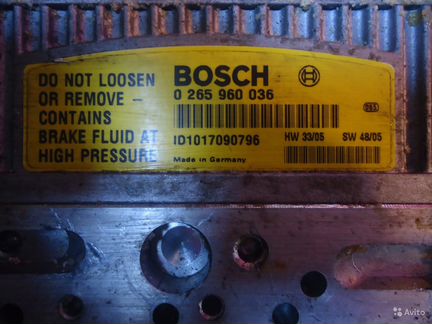 DO NOT LOOSEN
OR REMOVE –
CONTAINS
BRAKE FLUID AT
HIGH PRESSURE
BOSCH
0 265 960 036
265
ID1017090796
HW 33/05 SW 48/05
Made in Germany
Avito